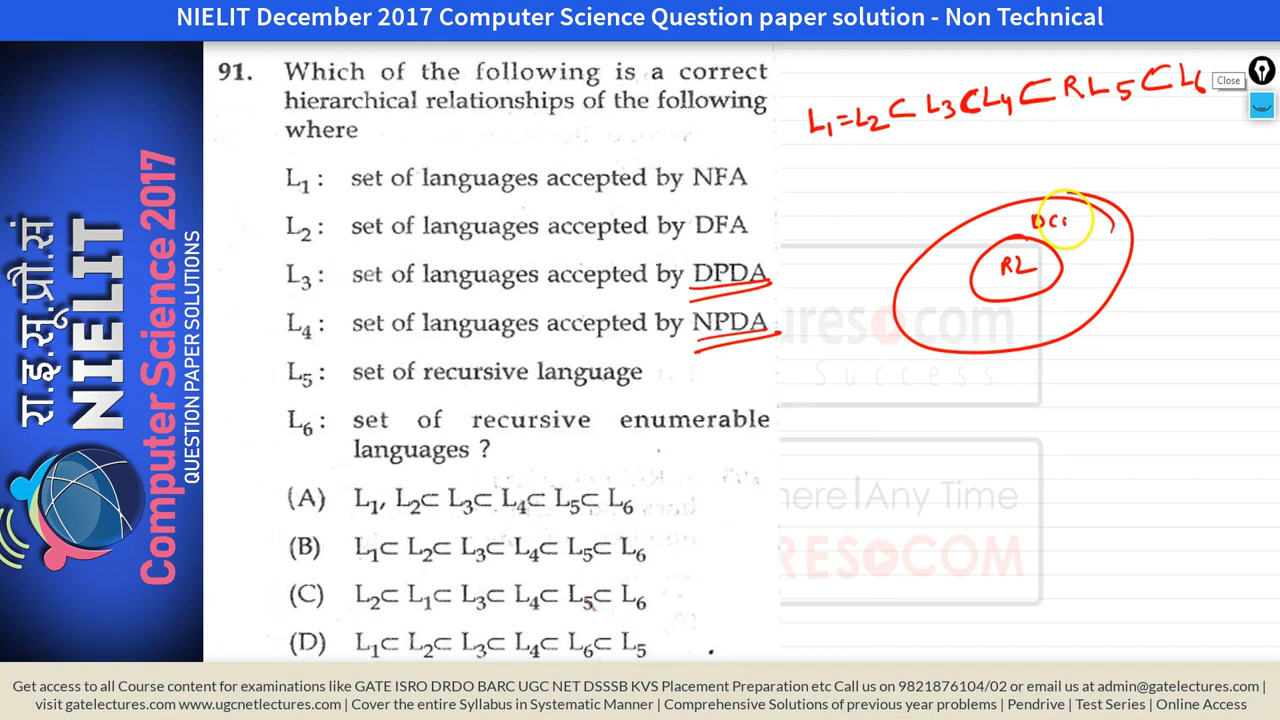 NIELIT December 2017 Computer Science Question paper solution - Non Technical
रा.इ.सू.प्रौ.सं
NIELIT
Computer Science 2017
QUESTION PAPER SOLUTIONS
91. Which of the following is a correct
hierarchical relationships of the following
where
L1 : set of languages accepted by NFA
L2 : set of languages accepted by DFA
L3 : set of languages accepted by DPDA
L4 : set of languages accepted by NPDA
L5 : set of recursive language
L6 : set of recursive enumerable
languages ?
(A) L1, L2⊂ L3⊂ L4⊂ L5⊂ L6
(B) L1⊂ L2⊂ L3⊂ L4⊂ L5⊂ L6
(C) L2⊂ L1⊂ L3⊂ L4⊂ L5⊂ L6
(D) L1⊂ L2⊂ L3⊂ L4⊂ L6⊂ L5
L1=L2⊂ L3⊂L4⊂RL5⊂L6
Close
RL
ures com
Success
here|Any Time
RES COM
Get access to all Course content for examinations like GATE ISRO DRDO BARC UGC NET DSSSB KVS Placement Preparation etc Call us on 9821876104/02 or email us at admin@gatelectures.com |
visit gatelectures.com www.ugcnetlectures.com | Cover the entire Syllabus in Systematic Manner | Comprehensive Solutions of previous year problems | Pendrive | Test Series | Online Access